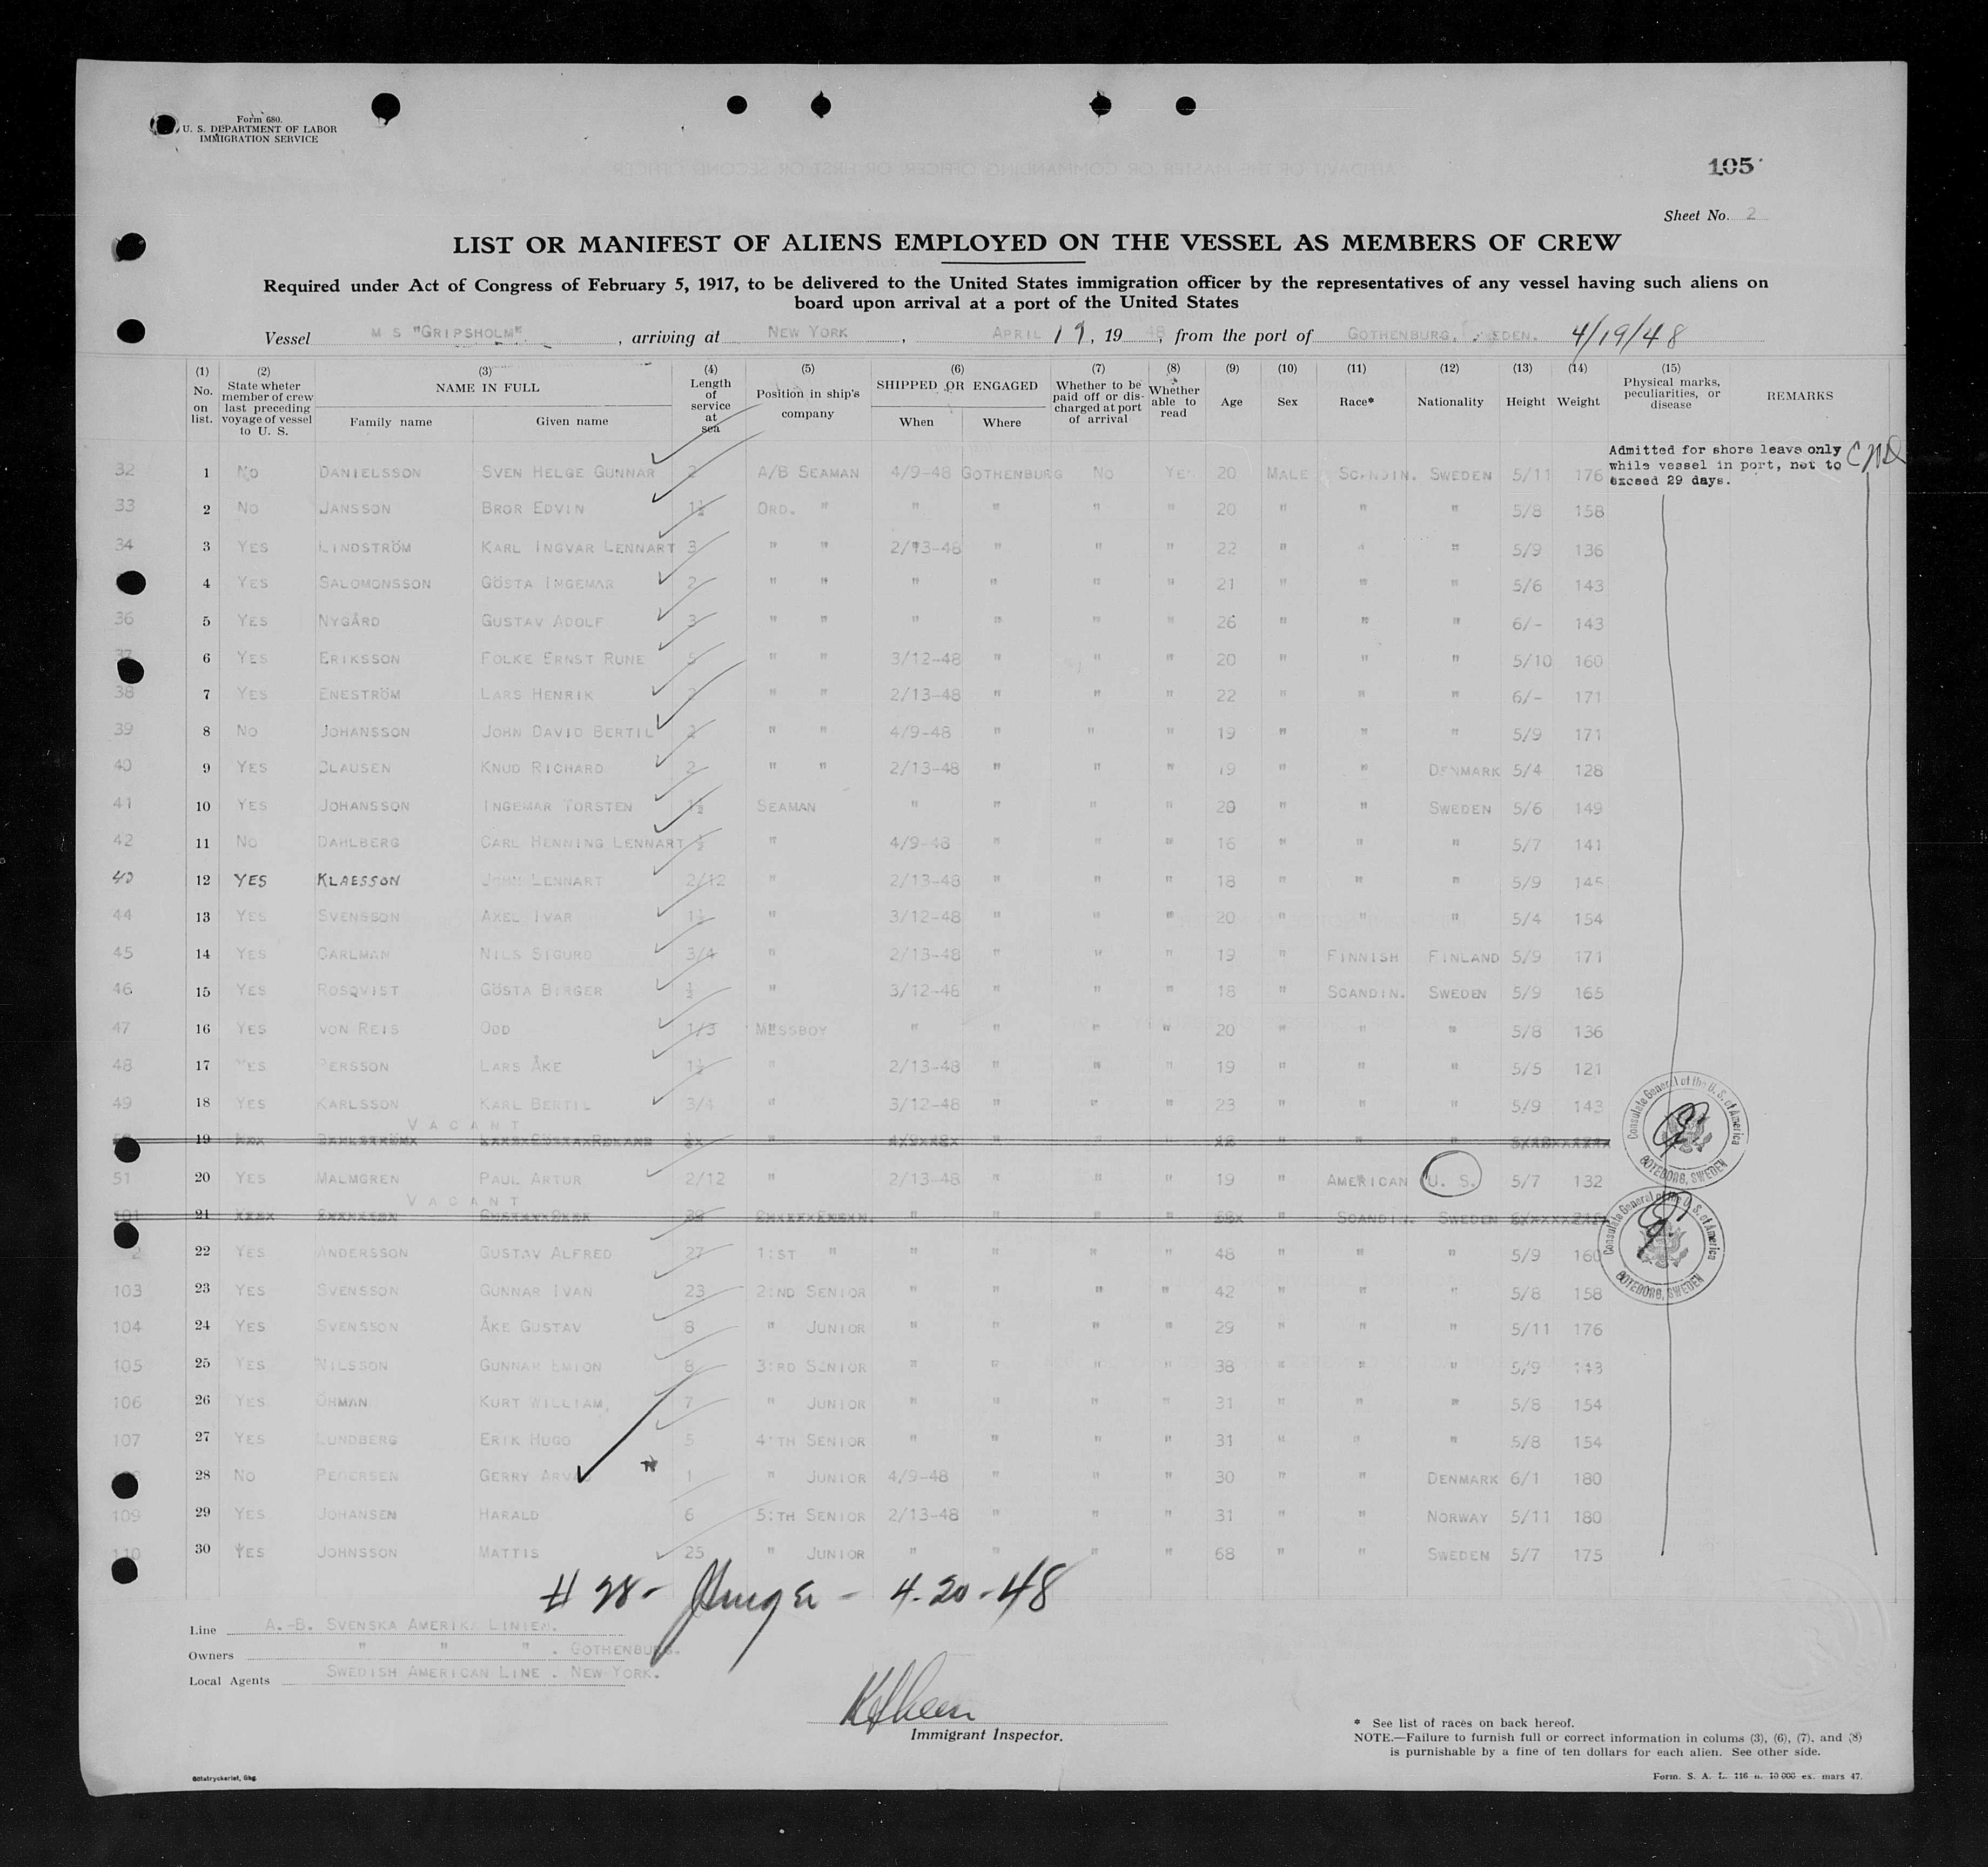 Form 680.
U. S. DEPARTMENT OF LABOR
IMMIGRATION SERVICE
105
Sheet No. 2
LIST OR MANIFEST OF ALIENS EMPLOYED ON THE VESSEL AS MEMBERS OF CREW
Required under Act of Congress of February 5, 1917, to be delivered to the United States immigration officer by the representatives of any vessel having such aliens on
board upon arrival at a port of the United States
Vessel M S "GRIPSHOLM", arriving at NEW YORK, APRIL 19, 1948, from the port of GOTHENBURG, SWEDEN. 4/19/48
(1) (2) (3) (4) (5) (6) (7) (8) (9) (10) (11) (12) (13) (14) (15)
No. on list. State wheter member of crew last preceding voyage of vessel to U. S. NAME IN FULL Family name Given name Length of service at sea Position in ship's company SHIPPED OR ENGAGED When Where Whether to be paid off or discharged at port of arrival Whether able to read Age Sex Race* Nationality Height Weight Physical marks, peculiarities, or disease REMARKS
Admitted for shore leave only
while vessel in port, not to
exceed 29 days.
32 1 NO DANIELSSON SVEN HELGE GUNNAR 2 A/B SEAMAN 4/9-48 GOTHENBURG NO YES 20 MALE SCANDIN. SWEDEN 5/11 176
33 2 NO JANSSON BROR EDVIN 1½ ORD. " " " " " 20 " " " 5/8 158
34 3 YES LINDSTRÖM KARL INGVAR LENNART 3 " " 2/13-48 " " " 22 " " " 5/9 136
4 YES SALOMONSSON GÖSTA INGEMAR 2 " " " " " " 21 " " " 5/6 143
36 5 YES NYGÅRD GUSTAV ADOLF 3 " " " " " " 26 " " " 6/- 143
37 6 YES ERIKSSON FOLKE ERNST RUNE 5 " " 3/12-48 " " " 20 " " " 5/10 160
38 7 YES ENESTRÖM LARS HENRIK 2 " " 2/13-48 " " " 22 " " " 6/- 171
39 8 NO JOHANSSON JOHN DAVID BERTIL 2 " " 4/9-48 " " " 19 " " " 5/9 171
40 9 YES CLAUSEN KNUD RICHARD 2 " " 2/13-48 " " " 19 " " DENMARK 5/4 128
41 10 YES JOHANSSON INGEMAR TORSTEN 1½ SEAMAN " " " " 20 " " SWEDEN 5/6 149
42 11 NO DAHLBERG CARL HENNING LENNART ½ " 4/9-48 " " " 16 " " " 5/7 141
12 YES KLAESSON JOHN LENNART 2/12 " 2/13-48 " " " 18 " " " 5/9 145
44 13 YES SVENSSON AXEL IVAR 1½ " 3/12-48 " " " 20 " " " 5/4 154
45 14 YES CARLMAN NILS SIGURD 3/4 " 2/13-48 " " " 19 " FINNISH FINLAND 5/9 171
46 15 YES ROSQVIST GÖSTA BIRGER ½ " 3/12-48 " " " 18 " SCANDIN. SWEDEN 5/9 165
47 16 YES VON REIS ODD 1/3 MESSBOY " " " " 20 " " " 5/8 136
48 17 YES PERSSON LARS ÅKE 1½ " 2/13-48 " " " 19 " " " 5/5 121
49 18 YES KARLSSON KARL BERTIL 3/4 " 3/12-48 " " " 23 " " " 5/9 143
VACANT
19
51 20 YES MALMGREN PAUL ARTUR 2/12 " 2/13-48 " " " 19 " AMERICAN U. S. 5/7 132
VACANT
101 21 " " " " " SCANDIN. SWEDEN
22 YES ANDERSSON GUSTAV ALFRED 27 1:ST " " " " " 48 " " " 5/9 160
103 23 YES SVENSSON GUNNAR IVAN 23 2:ND SENIOR " " " " 42 " " " 5/8 158
104 24 YES SVENSSON ÅKE GUSTAV 8 " JUNIOR " " " " 29 " " " 5/11 176
105 25 YES NILSSON GUNNAR EMION 8 3:RD SENIOR " " " " 38 " " " 5/9 143
106 26 YES ÖHMAN KURT WILLIAM, 7 " JUNIOR " " " " 31 " " " 5/8 154
107 27 YES LUNDBERG ERIK HUGO 5 4:TH SENIOR " " " " 31 " " " 5/8 154
28 NO PEDERSEN GERRY ARVID 1 " JUNIOR 4/9-48 " " " 30 " " DENMARK 6/1 180
109 29 YES JOHANSEN HARALD 6 5:TH SENIOR 2/13-48 " " " 31 " " NORWAY 5/11 180
110 30 YES JOHNSSON MATTIS 25 " JUNIOR " " " " 68 " " SWEDEN 5/7 175
Consulate General of the U. S. of America
GÖTEBORG, SWEDEN
Consulate General of the U. S. of America
GÖTEBORG, SWEDEN
# 28- 4-20-48
Line A.-B. SVENSKA AMERIKA LINIEN.
Owners " " " . GOTHENBURG.
Local Agents SWEDISH AMERICAN LINE . NEW YORK.
Immigrant Inspector.
* See list of races on back hereof.
NOTE.—Failure to furnish full or correct information in colums (3), (6), (7), and (8)
is purnishable by a fine of ten dollars for each alien. See other side.
Götatryckeriet, Gbg.
Form. S. A. L. 116 n. 10 000 ex. mars 47.